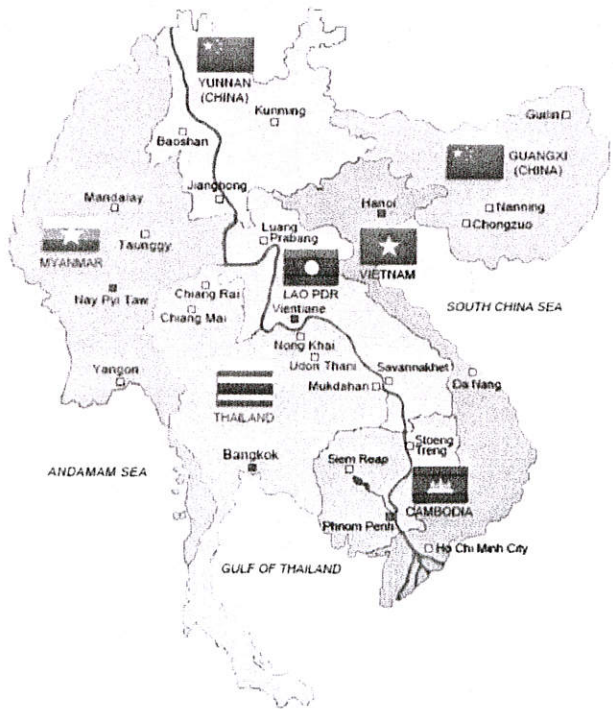 YUNNAN
(CHINA)
Kunming
Baoshan
Guilin
GUANGXI
(CHINA)
Jianghong
Nanning
Chongzuo
Hanoi
Mandalay
Taunggy
MYANMAR
Luang
Prabang
VIETNAM
LAO PDR
Vientiane
Nay Pyi Taw
Chiang Rai
Chiang Mai
SOUTH CHINA SEA
Nong Khai
Udon Thani
Savannakhet
Mukdahan
Da Nang
Yangon
THAILAND
Bangkok
ANDAMAM SEA
Siem Reap
Stoeng
Treng
CAMBODIA
Phnom Penh
Ho Chi Minh City
GULF OF THAILAND